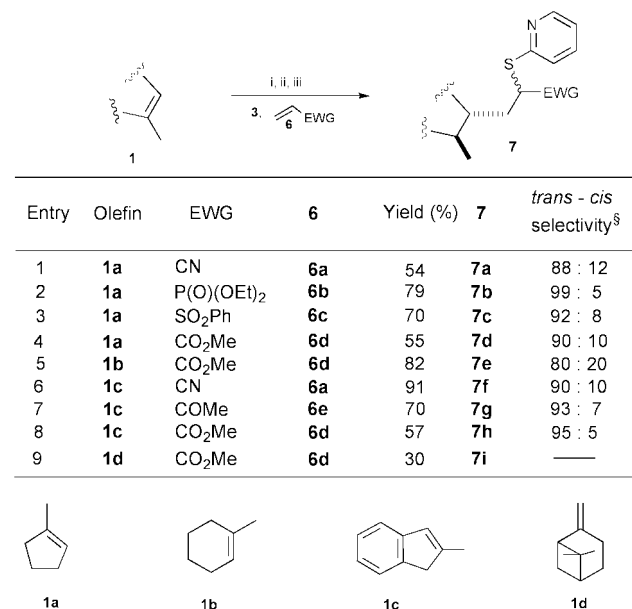 N
S
i, ii, iii
EWG
3, 6 EWG
1
7
Entry Olefin EWG 6 Yield (%) 7 trans - cis selectivity§
1 1a CN 6a 54 7a 88 : 12
2 1a P(O)(OEt)2 6b 79 7b 99 : 5
3 1a SO2Ph 6c 70 7c 92 : 8
4 1a CO2Me 6d 55 7d 90 : 10
5 1b CO2Me 6d 82 7e 80 : 20
6 1c CN 6a 91 7f 90 : 10
7 1c COMe 6e 70 7g 93 : 7
8 1c CO2Me 6d 57 7h 95 : 5
9 1d CO2Me 6d 30 7i —
1a 1b 1c 1d